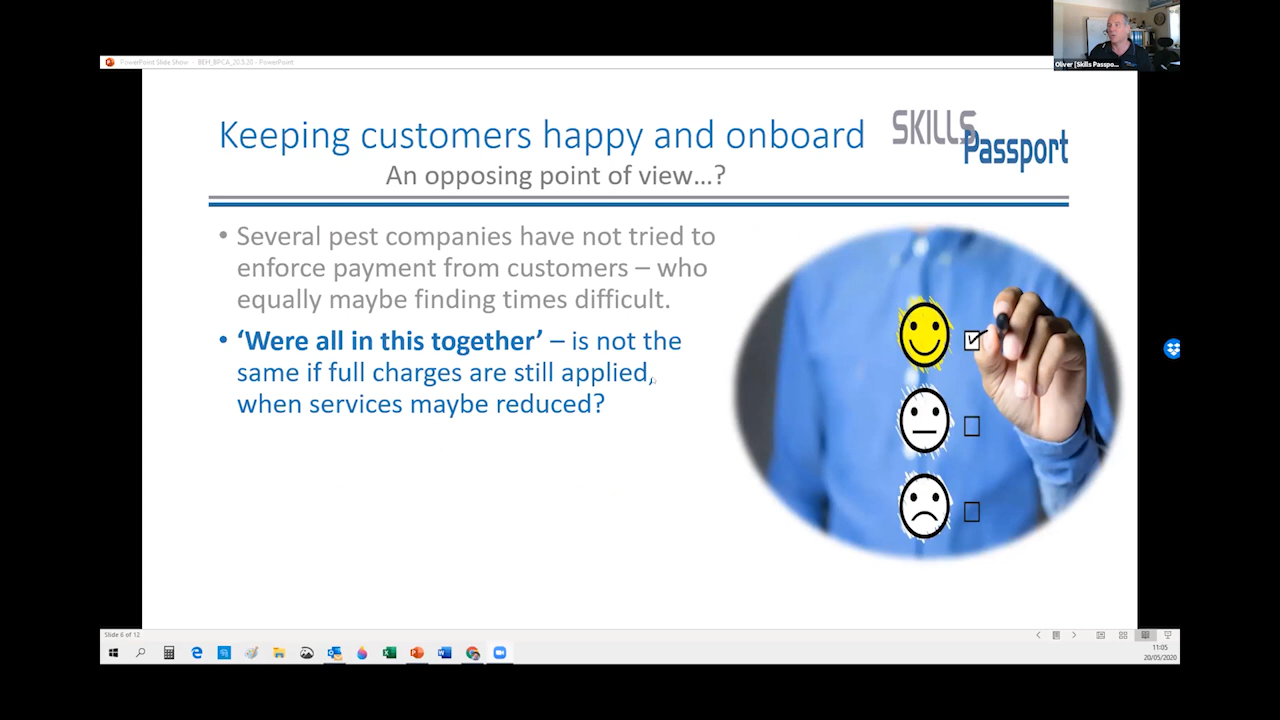 PowerPoint Slide Show - BEH_BPCA_20.5.20 - PowerPoint
Oliver [Skills Passpo...
Keeping customers happy and onboard
SKILLS
Passport
An opposing point of view...?
• Several pest companies have not tried to
enforce payment from customers – who
equally maybe finding times difficult.
• ‘Were all in this together’ – is not the
same if full charges are still applied,
when services maybe reduced?
Slide 6 of 12
11:05
20/05/2020